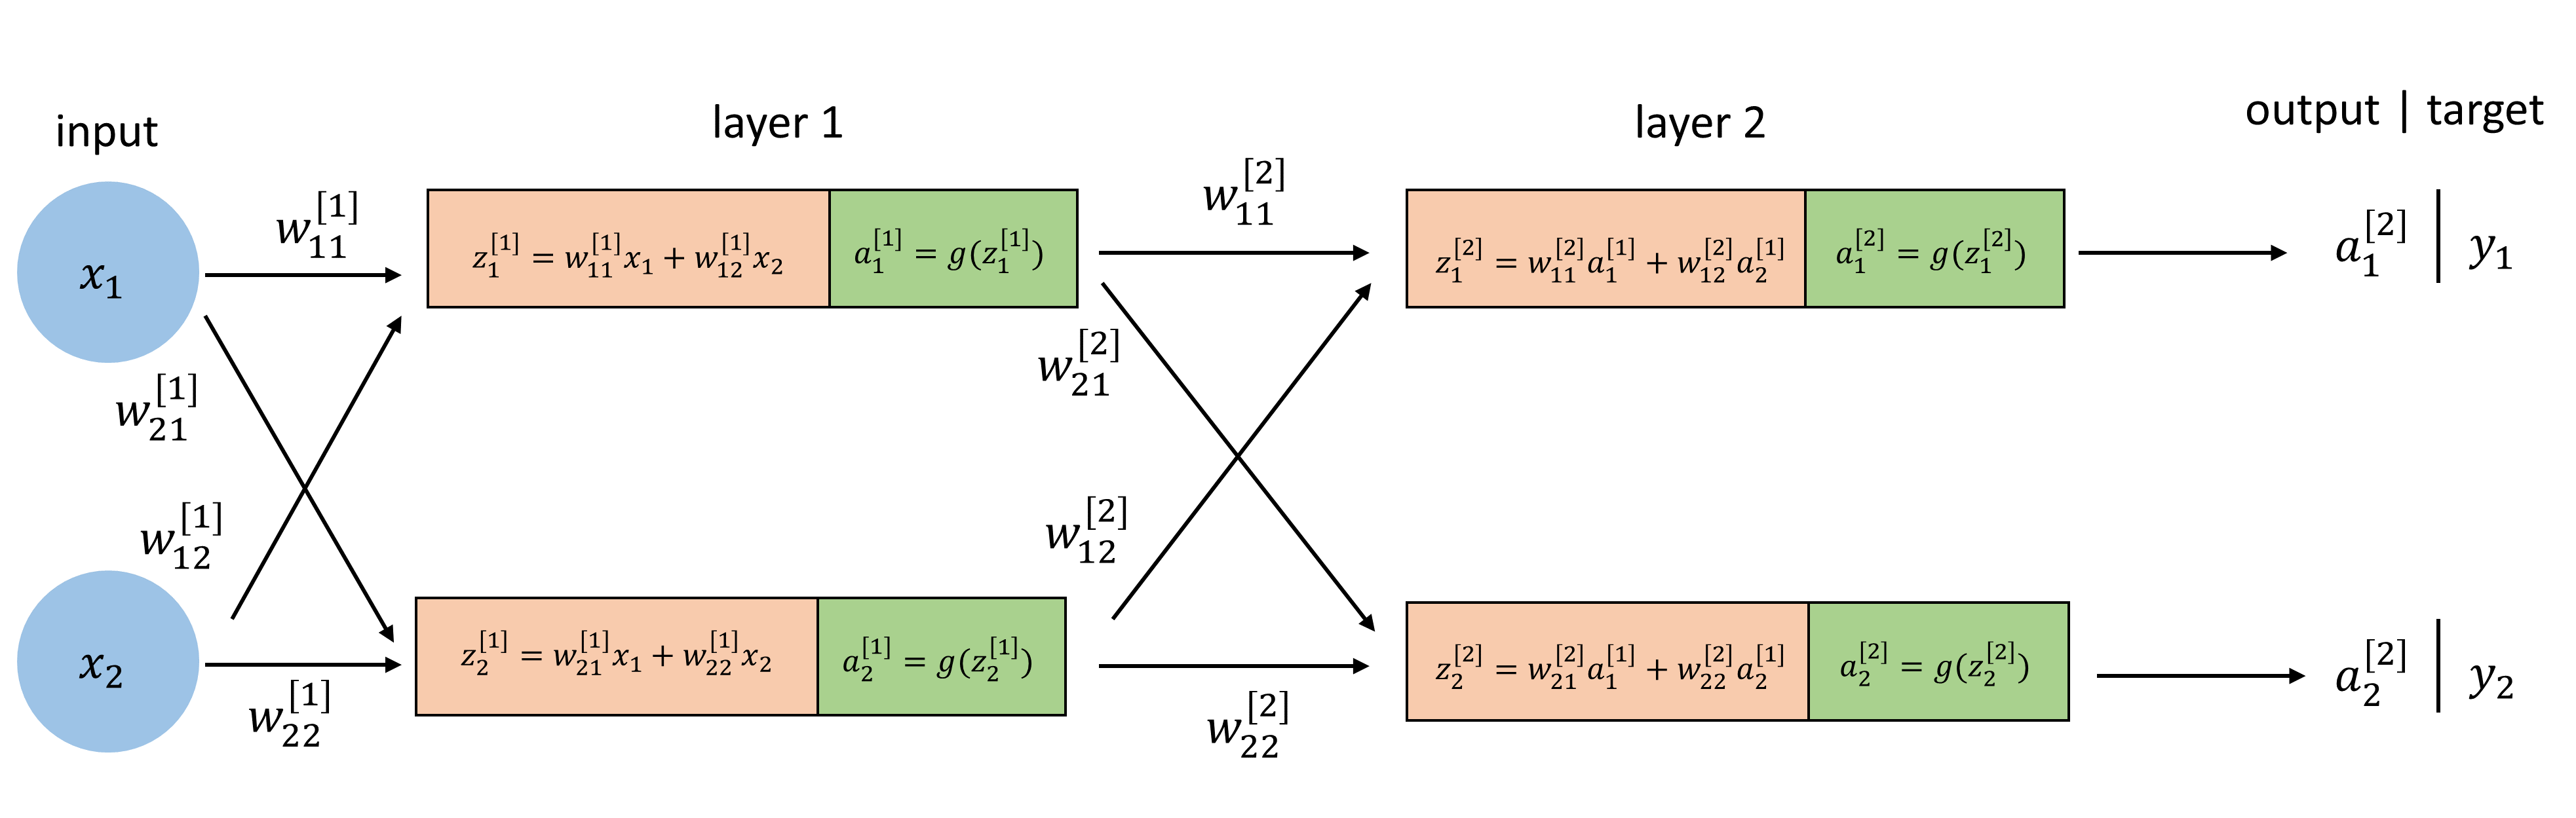 input
layer 1
layer 2
output | target
x_1
w_{11}^{[1]}
z_1^{[1]} = w_{11}^{[1]}x_1 + w_{12}^{[1]}x_2
a_1^{[1]} = g(z_1^{[1]})
w_{11}^{[2]}
z_1^{[2]} = w_{11}^{[2]}a_1^{[1]} + w_{12}^{[2]}a_2^{[1]}
a_1^{[2]} = g(z_1^{[2]})
a_1^{[2]} | y_1
w_{21}^{[1]}
w_{21}^{[2]}
w_{12}^{[1]}
w_{12}^{[2]}
x_2
w_{22}^{[1]}
z_2^{[1]} = w_{21}^{[1]}x_1 + w_{22}^{[1]}x_2
a_2^{[1]} = g(z_2^{[1]})
w_{22}^{[2]}
z_2^{[2]} = w_{21}^{[2]}a_1^{[1]} + w_{22}^{[2]}a_2^{[1]}
a_2^{[2]} = g(z_2^{[2]})
a_2^{[2]} | y_2